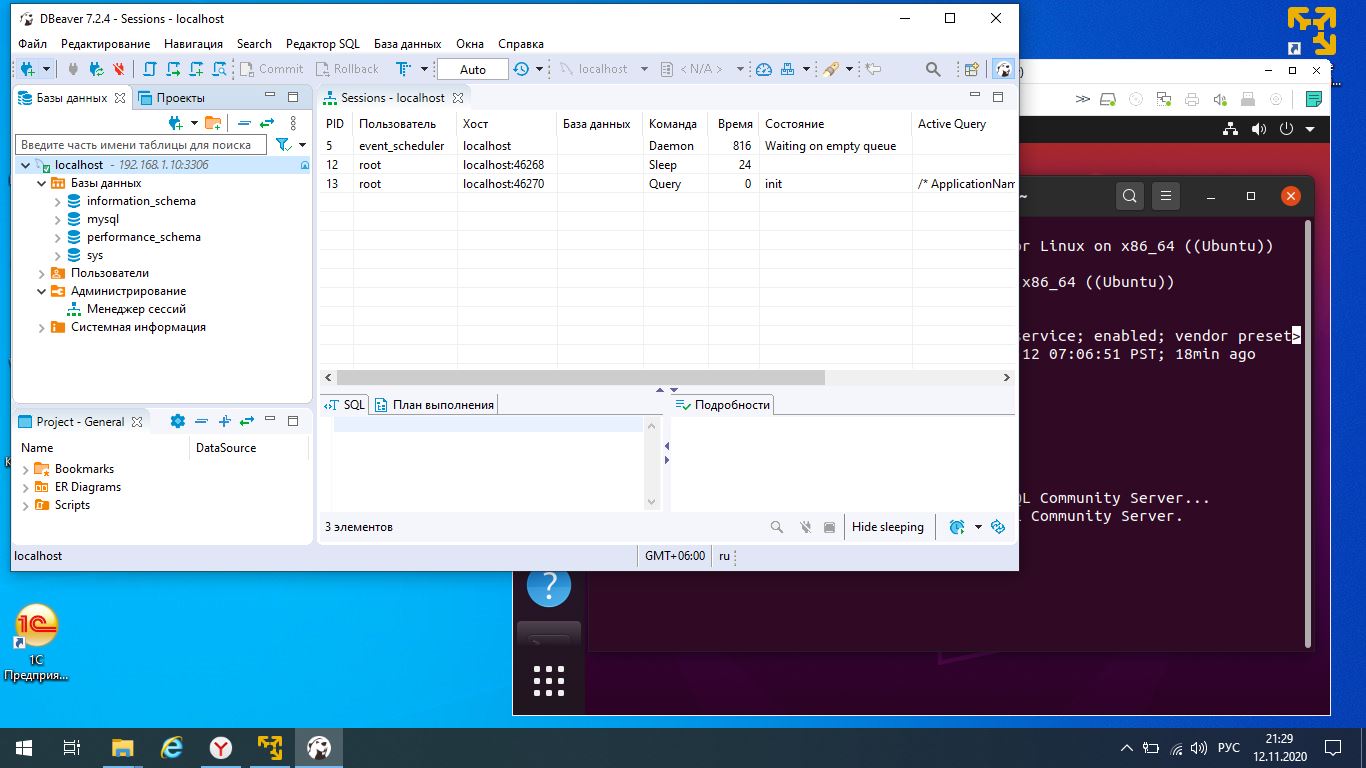 DBeaver 7.2.4 - Sessions - localhost
Файл Редактирование Навигация Search Редактор SQL База данных Окна Справка
Commit Rollback Auto localhost < N/A >
Базы данных Проекты
Введите часть имени таблицы для поиска
localhost - 192.168.1.10:3306
Базы данных
information_schema
mysql
performance_schema
sys
Пользователи
Администрирование
Менеджер сессий
Системная информация
Project - General
Name DataSource
Bookmarks
ER Diagrams
Scripts
Sessions - localhost
PID Пользователь Хост База данных Команда Время Состояние Active Query
5 event_scheduler localhost Daemon 816 Waiting on empty queue
12 root localhost:46268 Sleep 24
13 root localhost:46270 Query 0 init /* ApplicationNam
SQL План выполнения Подробности
3 элементов Hide sleeping
localhost GMT+06:00 ru
~
or Linux on x86_64 ((Ubuntu))
x86_64 ((Ubuntu))
service; enabled; vendor preset>
12 07:06:51 PST; 18min ago
QL Community Server...
L Community Server.
1C
Предприя...
РУС
21:29
12.11.2020